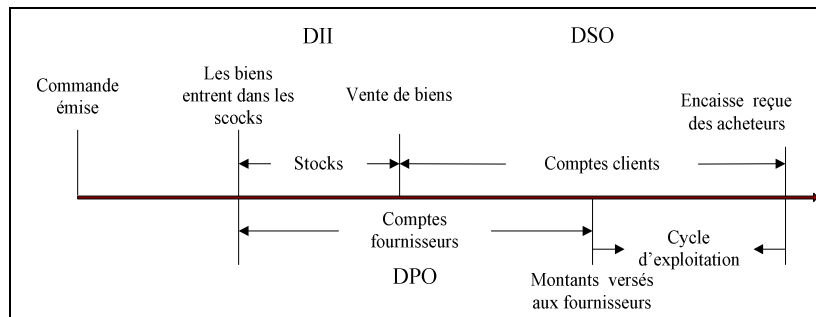 DII
DSO
Commande
émise
Les biens
entrent dans les
scocks
Vente de biens
Encaisse reçue
des acheteurs
Stocks
Comptes clients
Comptes
fournisseurs
Cycle
d'exploitation
DPO
Montants versés
aux fournisseurs